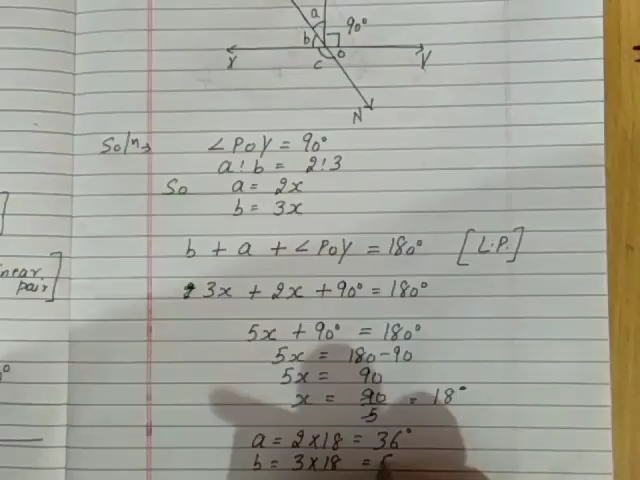 a
90°
b
X
o
Y
c
N
Soln→
∠POY = 90°
a:b = 2:3
So a = 2x
b = 3x
b + a + ∠POY = 180° [L.P.]
3x + 2x + 90° = 180°
5x + 90° = 180°
5x = 180-90
5x = 90
x = 90/5 = 18°
a = 2×18 = 36°
b = 3×18 =
near
pair]